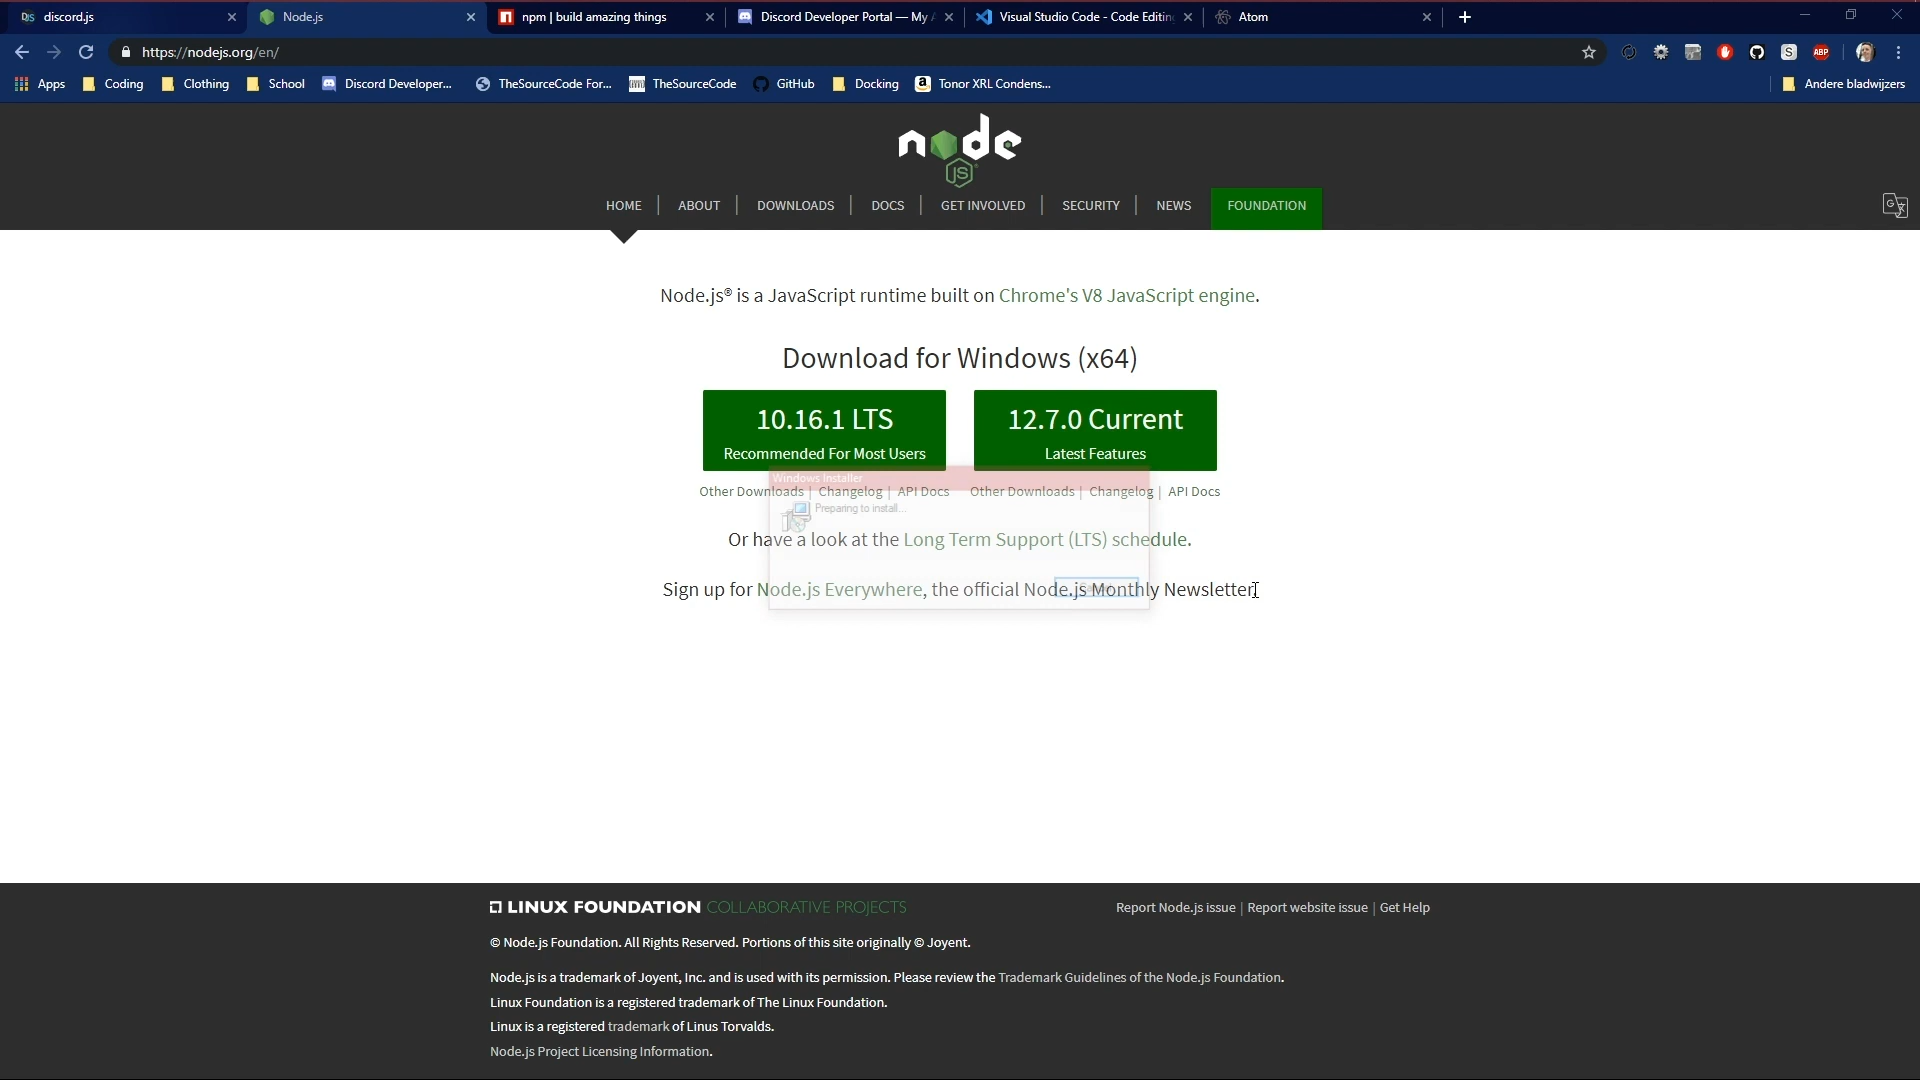 discord.js
Node.js
npm | build amazing things
Discord Developer Portal — My A
Visual Studio Code - Code Editin
Atom
https://nodejs.org/en/
ABP
Apps
Coding
Clothing
School
Discord Developer...
TheSourceCode For...
TheSourceCode
GitHub
Docking
Tonor XRL Condens...
Andere bladwijzers
node
JS
HOME
ABOUT
DOWNLOADS
DOCS
GET INVOLVED
SECURITY
NEWS
FOUNDATION
Node.js® is a JavaScript runtime built on Chrome's V8 JavaScript engine.
Download for Windows (x64)
10.16.1 LTS
Recommended For Most Users
12.7.0 Current
Latest Features
Windows Installer
Other Downloads | Changelog | API Docs
Other Downloads | Changelog | API Docs
Preparing to install...
Or have a look at the Long Term Support (LTS) schedule.
Sign up for Node.js Everywhere, the official Node.js Monthly Newsletter.
LINUX FOUNDATION COLLABORATIVE PROJECTS
Report Node.js issue | Report website issue | Get Help
© Node.js Foundation. All Rights Reserved. Portions of this site originally © Joyent.
Node.js is a trademark of Joyent, Inc. and is used with its permission. Please review the Trademark Guidelines of the Node.js Foundation.
Linux Foundation is a registered trademark of The Linux Foundation.
Linux is a registered trademark of Linus Torvalds.
Node.js Project Licensing Information.